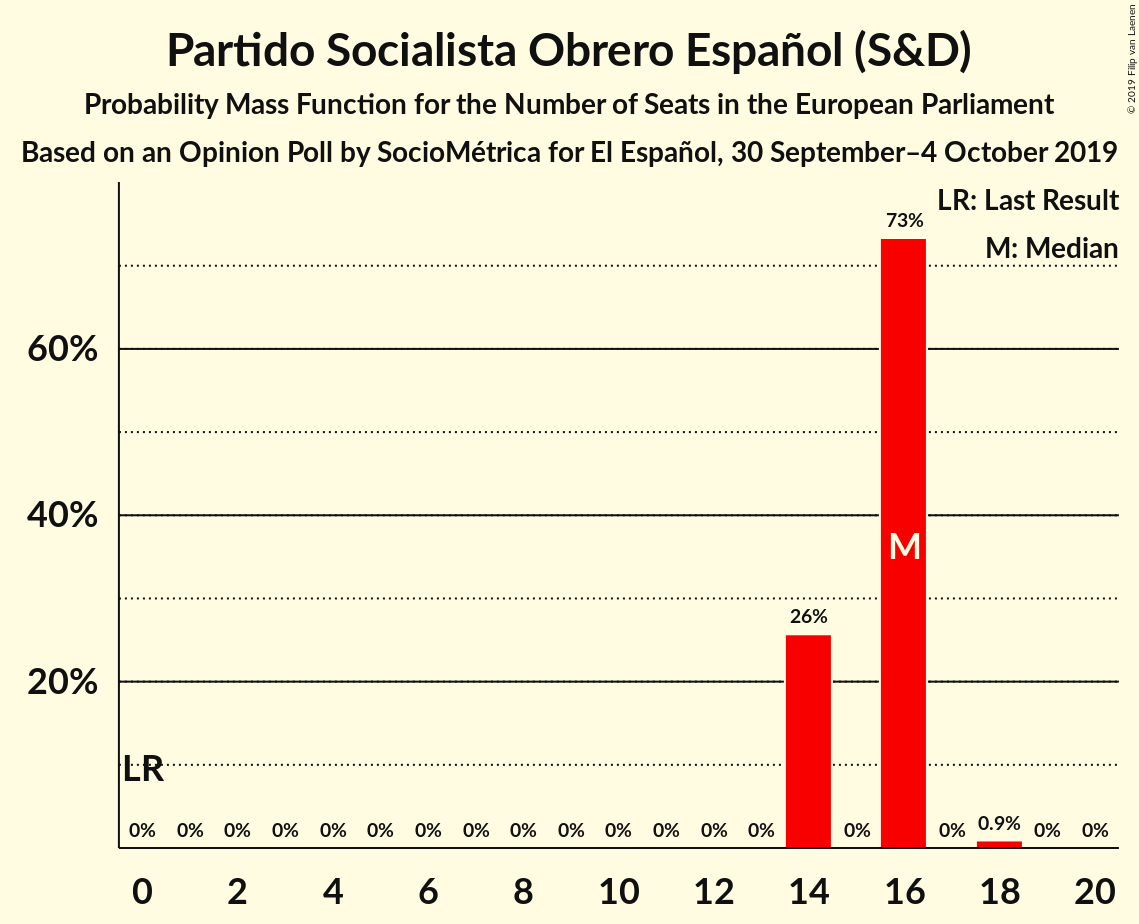 Partido Socialista Obrero Español (S&D)
Probability Mass Function for the Number of Seats in the European Parliament
Based on an Opinion Poll by SocioMétrica for El Español, 30 September–4 October 2019
© 2019 Filip van Laenen
LR: Last Result
M: Median
73%
60%
40%
M
26%
20%
LR
0% 0% 0% 0% 0% 0% 0% 0% 0% 0% 0% 0% 0% 0% 0% 0% 0.9% 0% 0%
0 2 4 6 8 10 12 14 16 18 20